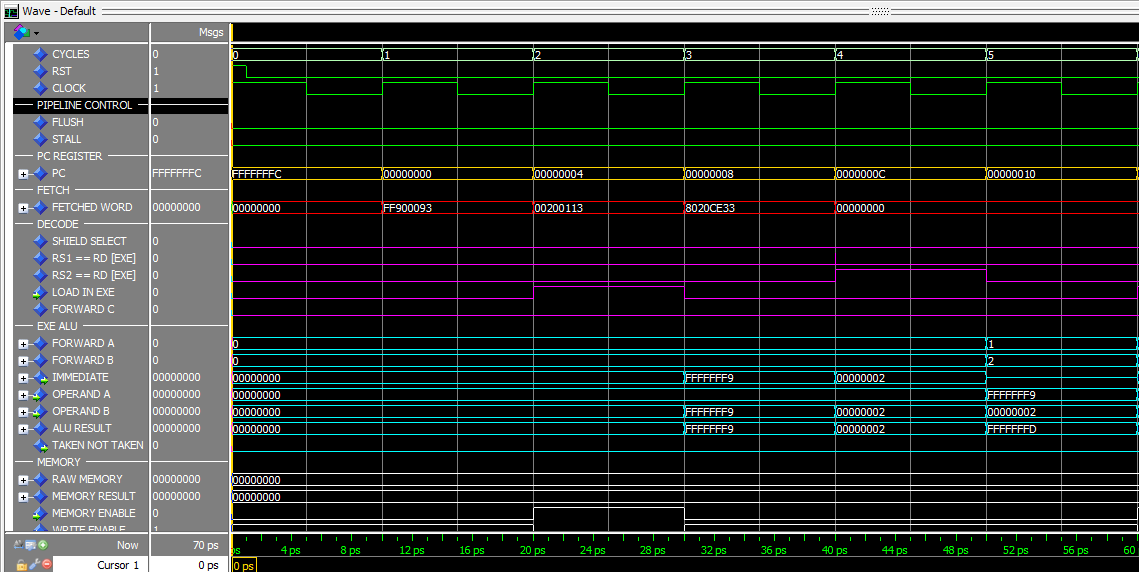 Wave - Default
Msgs
CYCLES 0 0 1 2 3 4 5
RST 1
CLOCK 1
PIPELINE CONTROL
FLUSH 0
STALL 0
PC REGISTER
PC FFFFFFFC FFFFFFFC 00000000 00000004 00000008 0000000C 00000010
FETCH
FETCHED WORD 00000000 00000000 FF900093 00200113 8020CE33 00000000
DECODE
SHIELD SELECT 0
RS1 == RD [EXE] 0
RS2 == RD [EXE] 0
LOAD IN EXE 0
FORWARD C 0
EXE ALU
FORWARD A 0 0 1
FORWARD B 0 0 2
IMMEDIATE 00000000 00000000 FFFFFFF9 00000002
OPERAND A 00000000 00000000 FFFFFFF9
OPERAND B 00000000 00000000 FFFFFFF9 00000002 00000002
ALU RESULT 00000000 00000000 FFFFFFF9 00000002 FFFFFFFD
TAKEN NOT TAKEN 0
MEMORY
RAW MEMORY 00000000 00000000
MEMORY RESULT 00000000 00000000
MEMORY ENABLE 0
WRITE ENABLE 1
Now 70 ps ps 4 ps 8 ps 12 ps 16 ps 20 ps 24 ps 28 ps 32 ps 36 ps 40 ps 44 ps 48 ps 52 ps 56 ps 60
Cursor 1 0 ps 0 ps